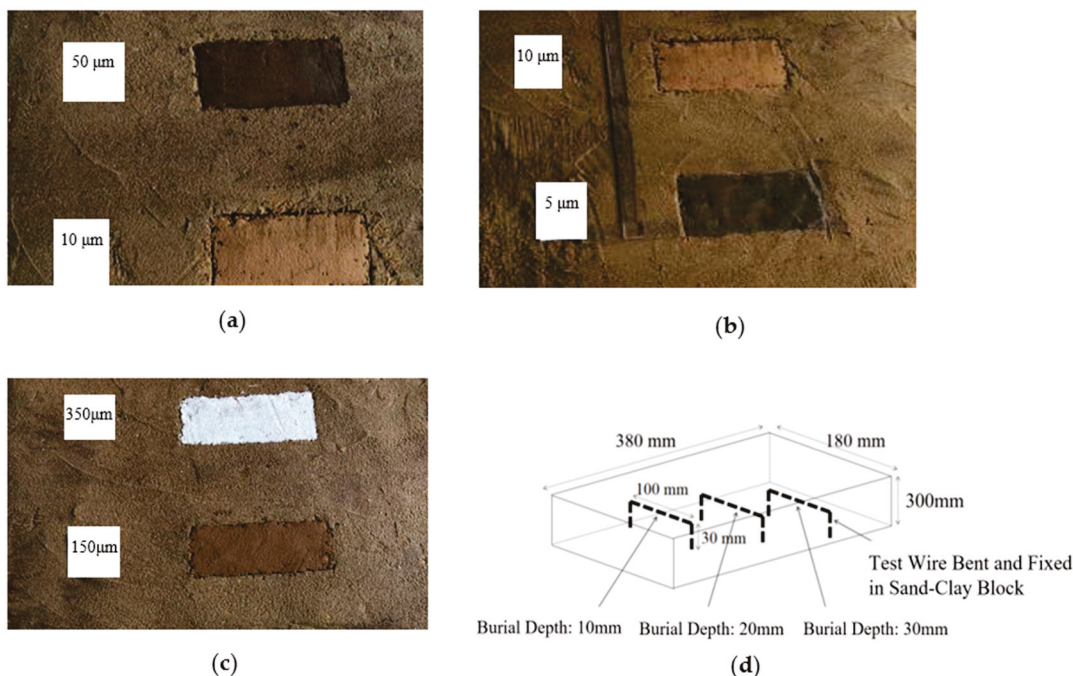 50 μm
10 μm
(a)
10 μm
5 μm
(b)
350μm
150μm
(c)
380 mm
180 mm
100 mm
300mm
30 mm
Test Wire Bent and Fixed
in Sand-Clay Block
Burial Depth: 10mm Burial Depth: 20mm Burial Depth: 30mm
(d)